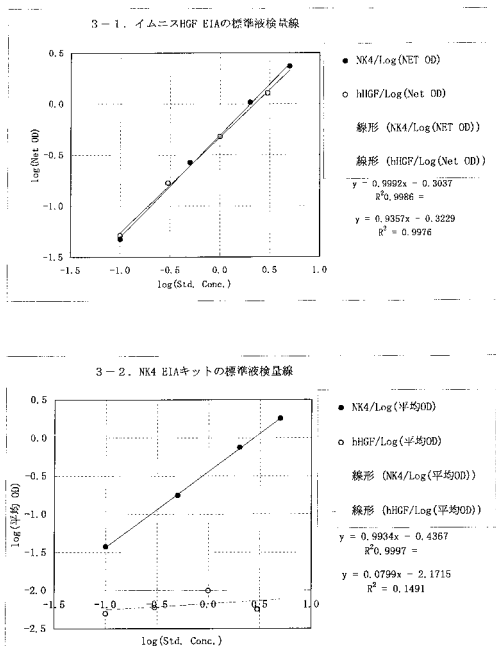 3-1. イムニスHGF EIAの標準液検量線
0.5
0.0
-0.5
-1.0
-1.5
log(Net OD)
-1.5 -1.0 -0.5 0.0 0.5 1.0
log(Std. Conc.)
● NK4/Log(NET OD)
○ hHGF/Log(Net OD)
線形 (NK4/Log(NET OD))
線形 (hHGF/Log(Net OD))
y = 0.9992x - 0.3037
R²0.9986 =
y = 0.9357x - 0.3229
R² = 0.9976
3-2. NK4 EIAキットの標準液検量線
0.5
0.0
-0.5
-1.0
-1.5
-2.0
-2.5
log(平均 OD)
-1.5 -1.0 -0.5 0.0 0.5 1.0
log(Std. Conc.)
● NK4/Log(平均OD)
○ hHGF/Log(平均OD)
線形 (NK4/Log(平均OD))
線形 (hHGF/Log(平均OD))
y = 0.9934x - 0.4367
R²0.9997 =
y = 0.0799x - 2.1715
R² = 0.1491